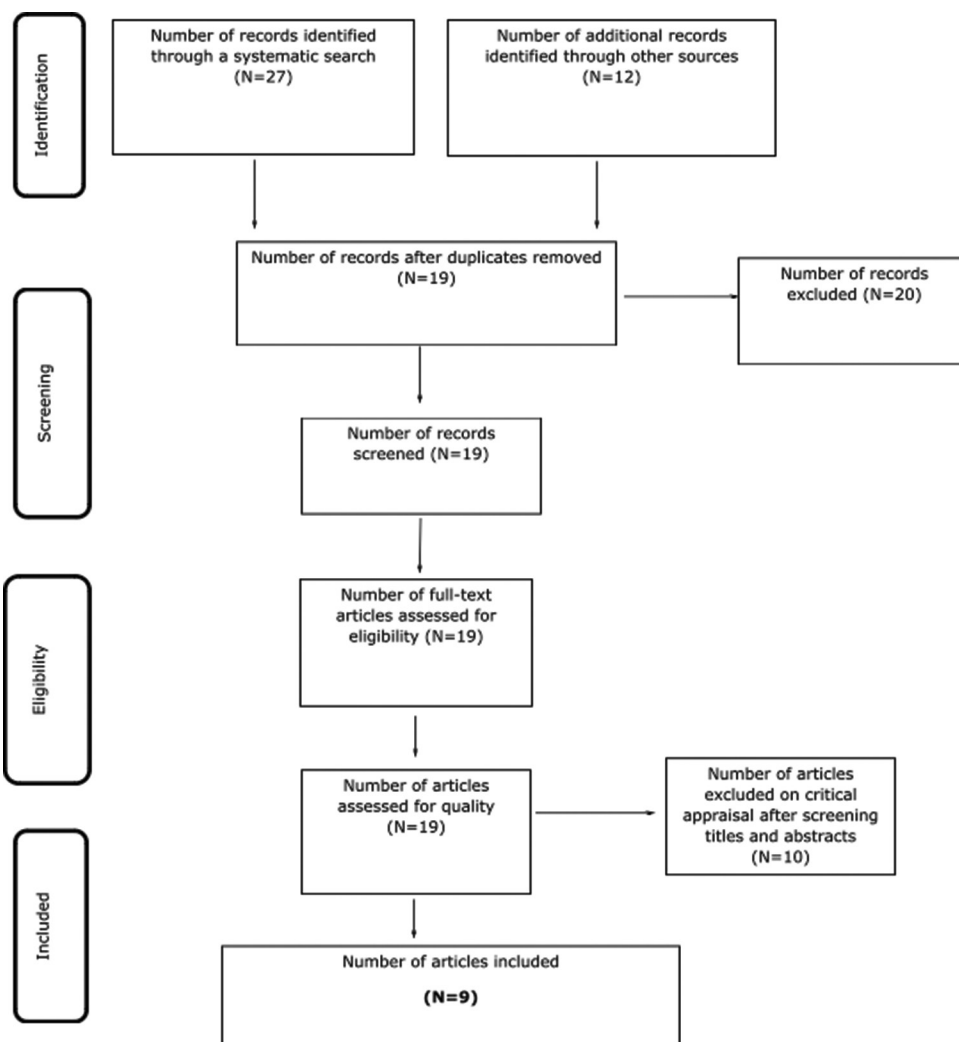 Identification
Number of records identified
through a systematic search
(N=27)
Number of additional records
identified through other sources
(N=12)
Number of records after duplicates removed
(N=19)
Number of records
excluded (N=20)
Screening
Number of records
screened (N=19)
Eligibility
Number of full-text
articles assessed for
eligibility (N=19)
Number of articles
assessed for quality
(N=19)
Number of articles
excluded on critical
appraisal after screening
titles and abstracts
(N=10)
Included
Number of articles included
(N=9)